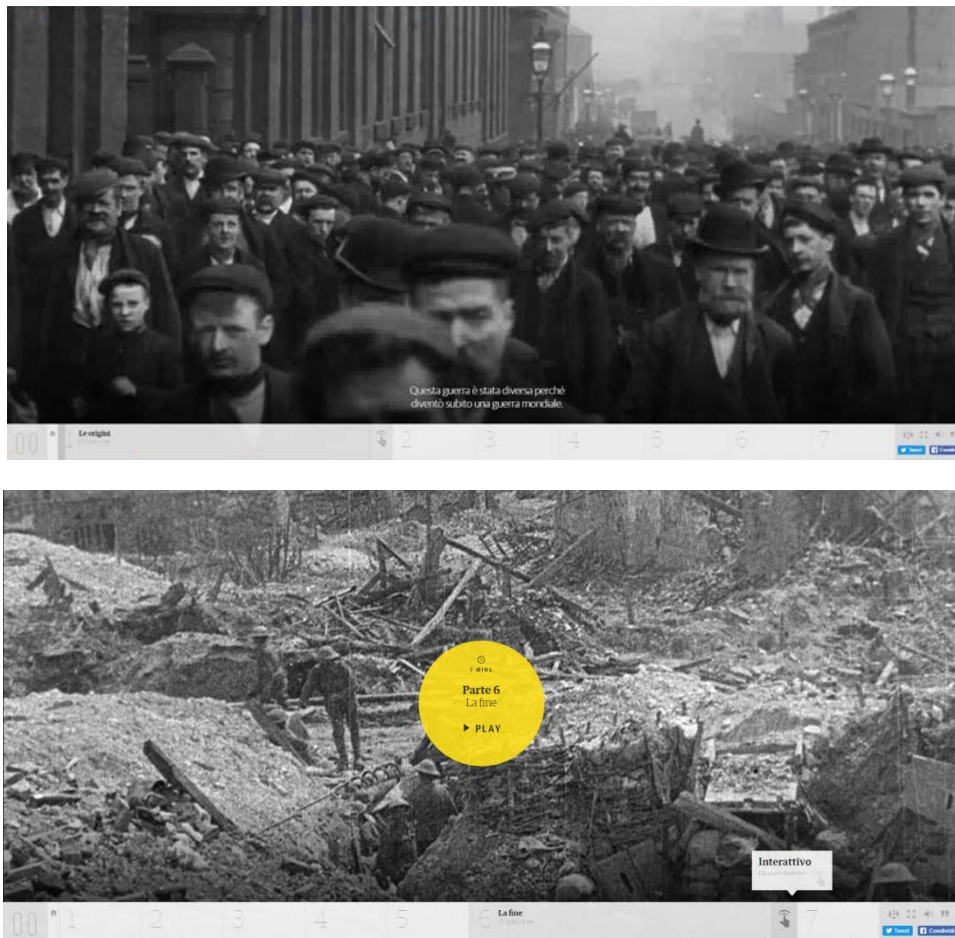 Questa guerra è stata diversa perché
diventò subito una guerra mondiale.
1 Le origini 2 3 4 5 6 7
Tweet
7 MINS
Parte 6
La fine
PLAY
Interattivo
1 2 3 4 5 6 La fine 7
Tweet Condividi